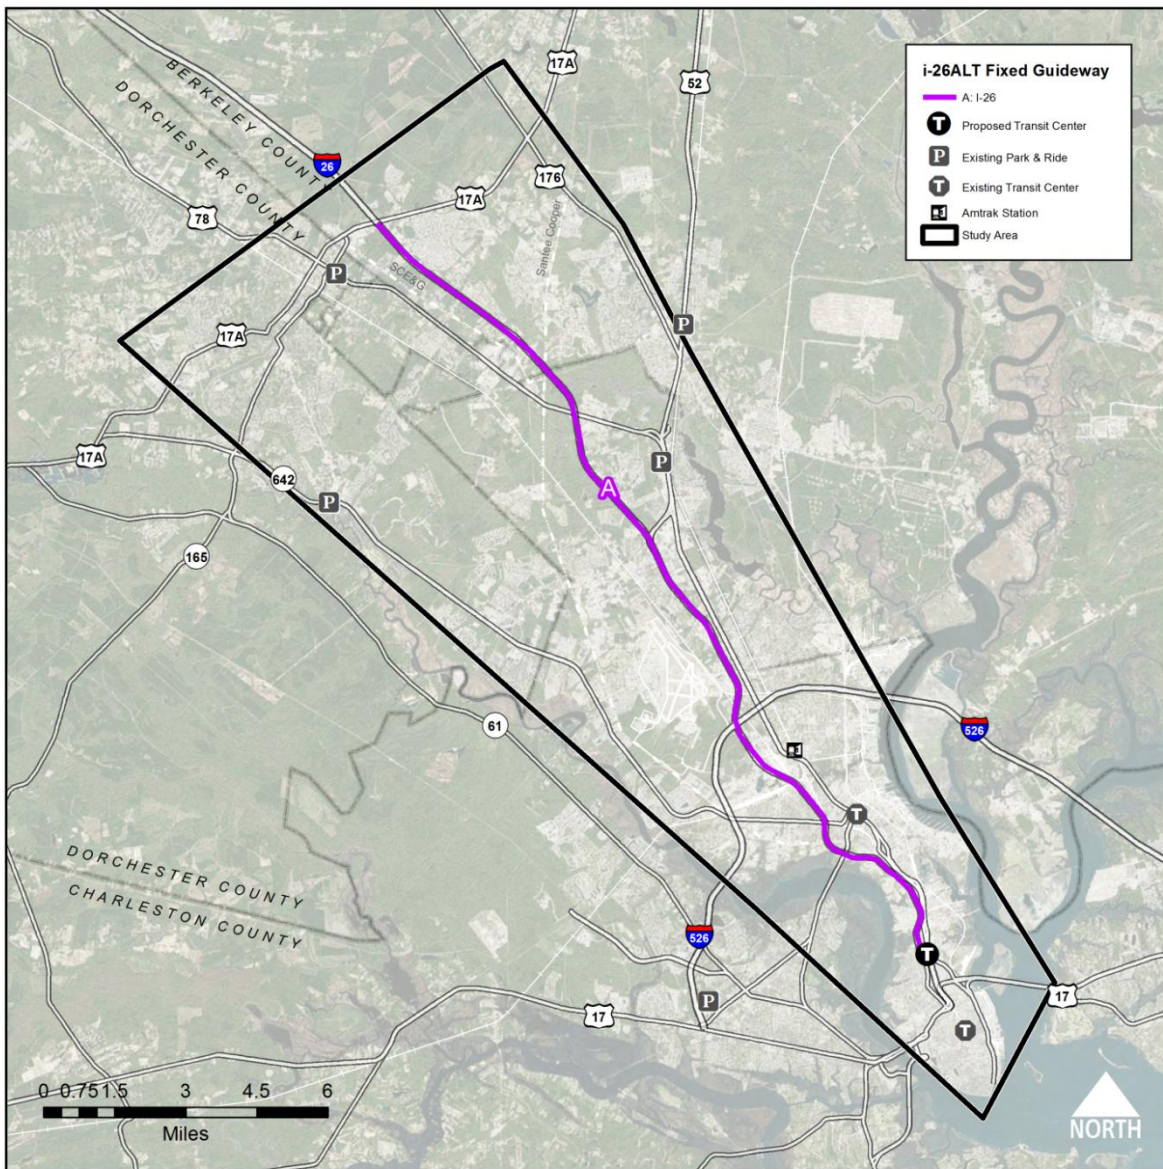 i-26ALT Fixed Guideway
A: I-26
T Proposed Transit Center
P Existing Park & Ride
T Existing Transit Center
Amtrak Station
Study Area
17A
52
BERKELEY COUNTY
DORCHESTER COUNTY
26
176
17A
78
Santee Cooper
SCE&G
P
17A
P
17A
P
A
642
P
165
61
526
T
DORCHESTER COUNTY
CHARLESTON COUNTY
526
T
17
P
17
T
0 0.75 1.5 3 4.5 6
Miles
NORTH